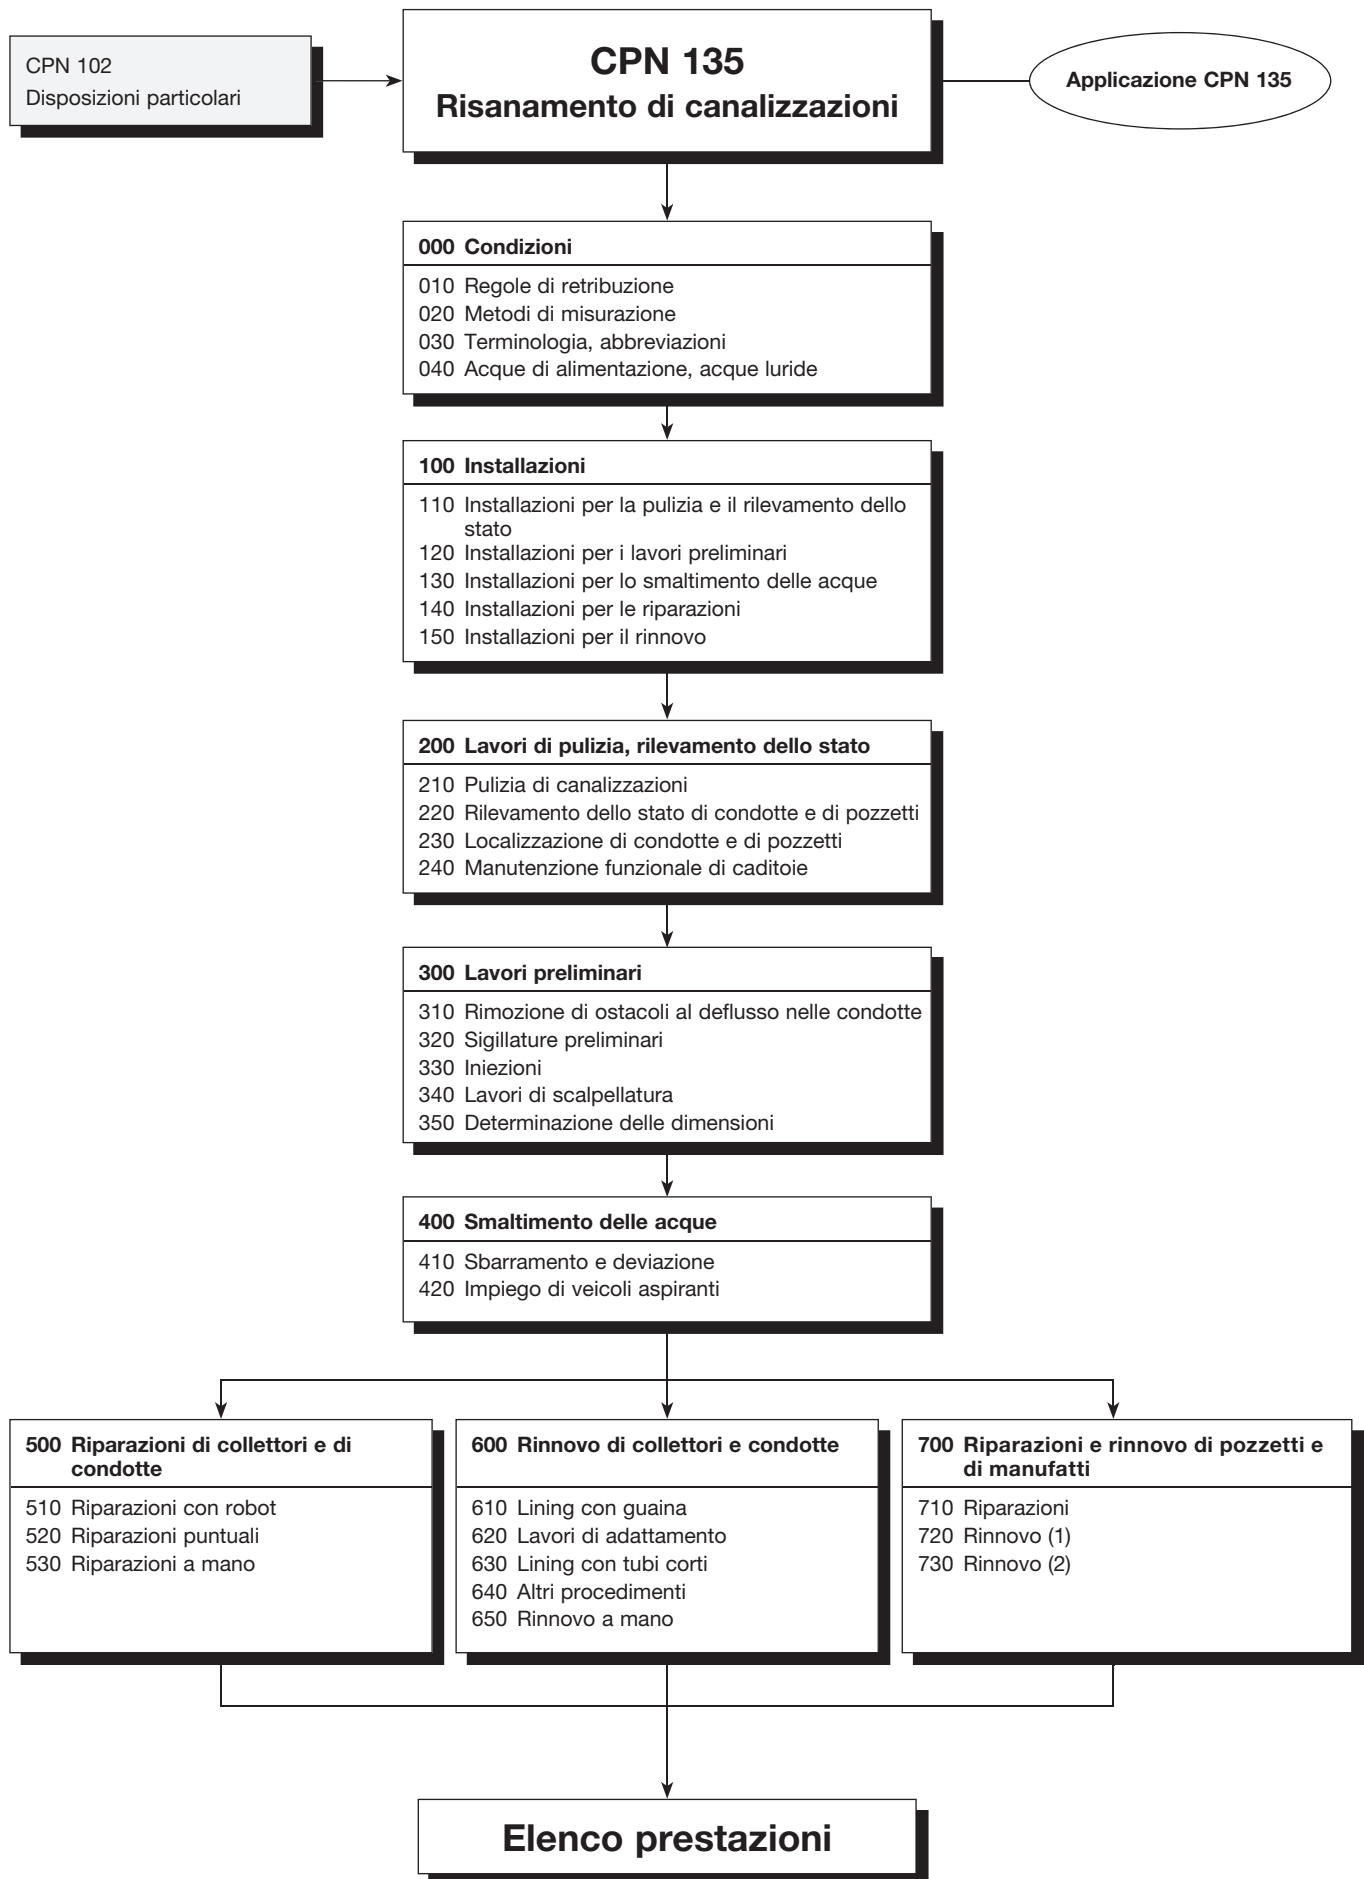 CPN 102
Disposizioni particolari
CPN 135
Risanamento di canalizzazioni
Applicazione CPN 135
000 Condizioni
010 Regole di retribuzione
020 Metodi di misurazione
030 Terminologia, abbreviazioni
040 Acque di alimentazione, acque luride
100 Installazioni
110 Installazioni per la pulizia e il rilevamento dello
stato
120 Installazioni per i lavori preliminari
130 Installazioni per lo smaltimento delle acque
140 Installazioni per le riparazioni
150 Installazioni per il rinnovo
200 Lavori di pulizia, rilevamento dello stato
210 Pulizia di canalizzazioni
220 Rilevamento dello stato di condotte e di pozzetti
230 Localizzazione di condotte e di pozzetti
240 Manutenzione funzionale di caditoie
300 Lavori preliminari
310 Rimozione di ostacoli al deflusso nelle condotte
320 Sigillature preliminari
330 Iniezioni
340 Lavori di scalpellatura
350 Determinazione delle dimensioni
400 Smaltimento delle acque
410 Sbarramento e deviazione
420 Impiego di veicoli aspiranti
500 Riparazioni di collettori e di
condotte
510 Riparazioni con robot
520 Riparazioni puntuali
530 Riparazioni a mano
600 Rinnovo di collettori e condotte
610 Lining con guaina
620 Lavori di adattamento
630 Lining con tubi corti
640 Altri procedimenti
650 Rinnovo a mano
700 Riparazioni e rinnovo di pozzetti e
di manufatti
710 Riparazioni
720 Rinnovo (1)
730 Rinnovo (2)
Elenco prestazioni